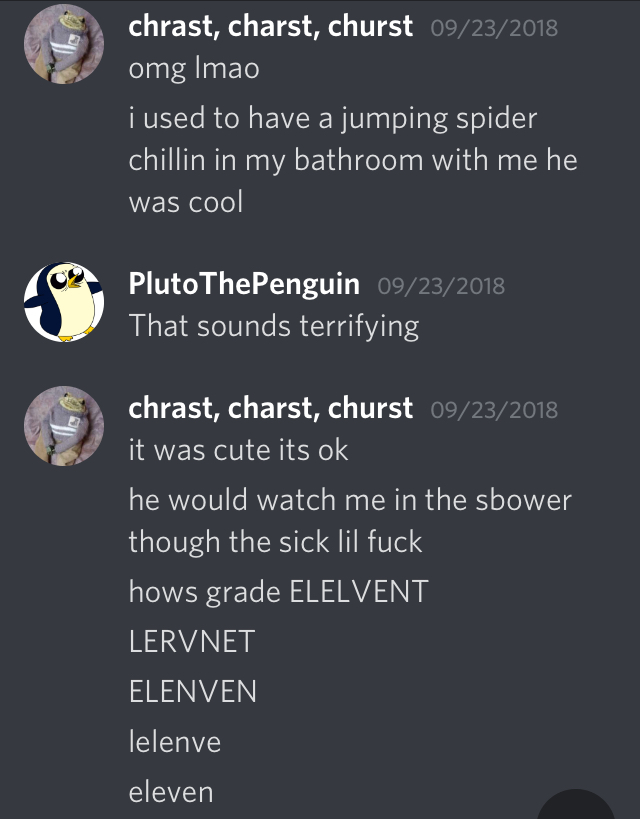 chrast, charst, churst 09/23/2018
omg lmao
i used to have a jumping spider
chillin in my bathroom with me he
was cool
PlutoThePenguin 09/23/2018
That sounds terrifying
chrast, charst, churst 09/23/2018
it was cute its ok
he would watch me in the sbower
though the sick lil fuck
hows grade ELELVENT
LERVNET
ELENVEN
lelenve
eleven